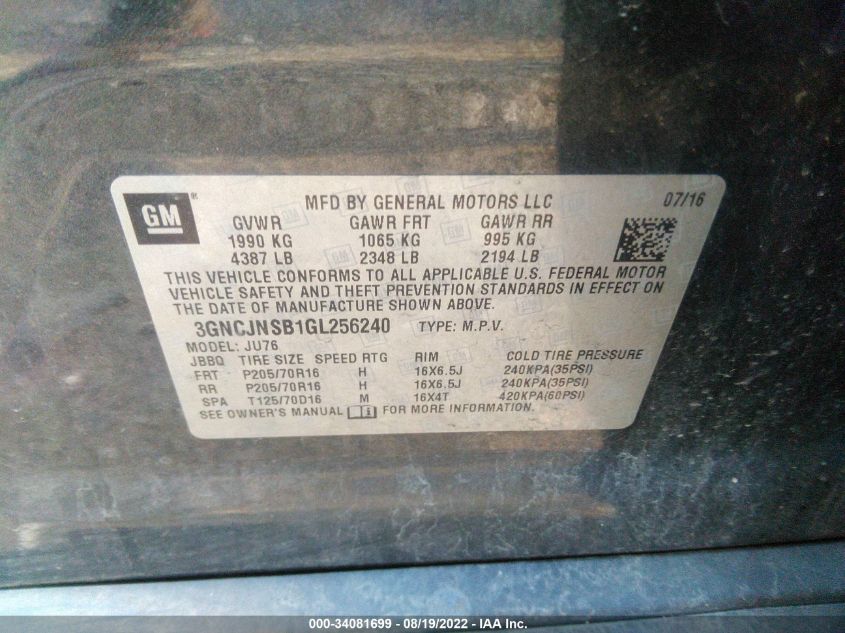 GM ®
MFD BY GENERAL MOTORS LLC 07/16
GVWR GAWR FRT GAWR RR
1990 KG 1065 KG 995 KG
4387 LB 2348 LB 2194 LB
THIS VEHICLE CONFORMS TO ALL APPLICABLE U.S. FEDERAL MOTOR
VEHICLE SAFETY AND THEFT PREVENTION STANDARDS IN EFFECT ON
THE DATE OF MANUFACTURE SHOWN ABOVE.
3GNCJNSB1GL256240 TYPE: M.P.V.
MODEL: JU76
JBBQ TIRE SIZE SPEED RTG RIM COLD TIRE PRESSURE
FRT P205/70R16 H 16X6.5J 240KPA(35PSI)
RR P205/70R16 H 16X6.5J 240KPA(35PSI)
SPA T125/70D16 M 16X4T 420KPA(60PSI)
SEE OWNER'S MANUAL FOR MORE INFORMATION.
000-34081699 - 08/19/2022 - IAA Inc.